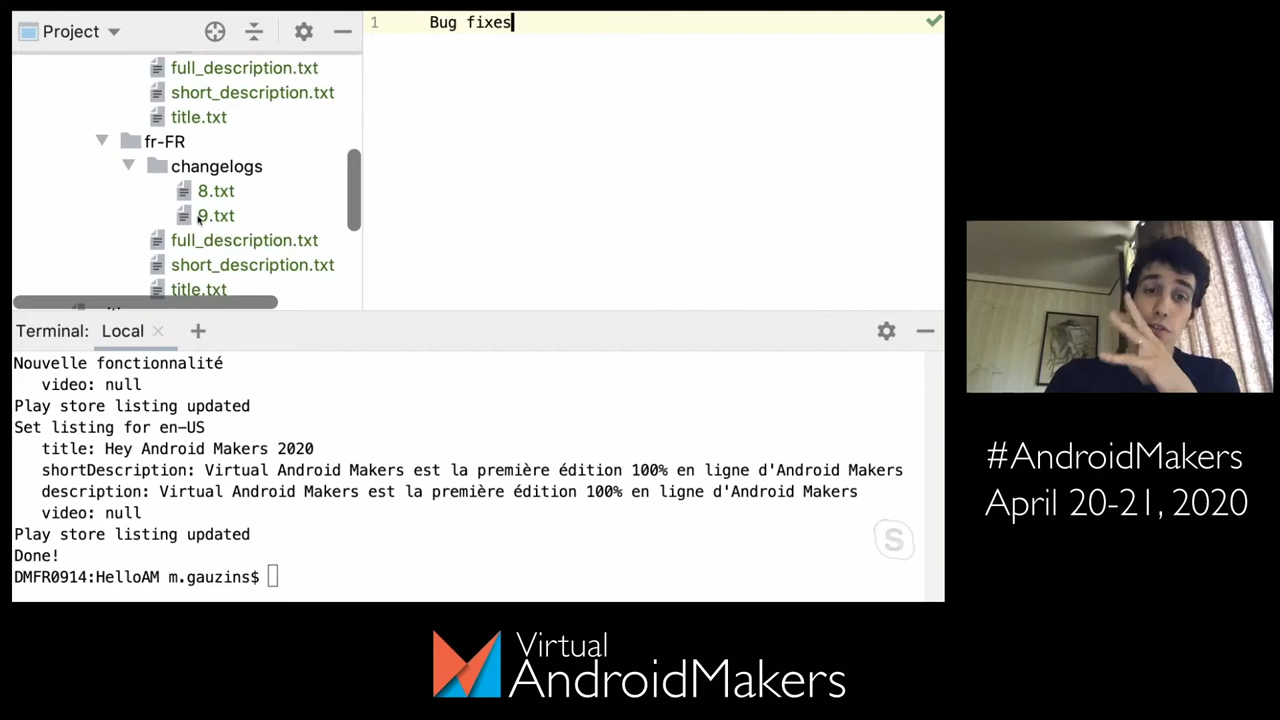 Project
1 Bug fixes
full_description.txt
short_description.txt
title.txt
fr-FR
changelogs
8.txt
9.txt
full_description.txt
short_description.txt
title.txt
Terminal: Local × +
Nouvelle fonctionnalité
video: null
Play store listing updated
Set listing for en-US
title: Hey Android Makers 2020
shortDescription: Virtual Android Makers est la première édition 100% en ligne d'Android Makers
description: Virtual Android Makers est la première édition 100% en ligne d'Android Makers
video: null
Play store listing updated
Done!
DMFR0914:HelloAM m.gauzins$
#AndroidMakers
April 20-21, 2020
Virtual
AndroidMakers